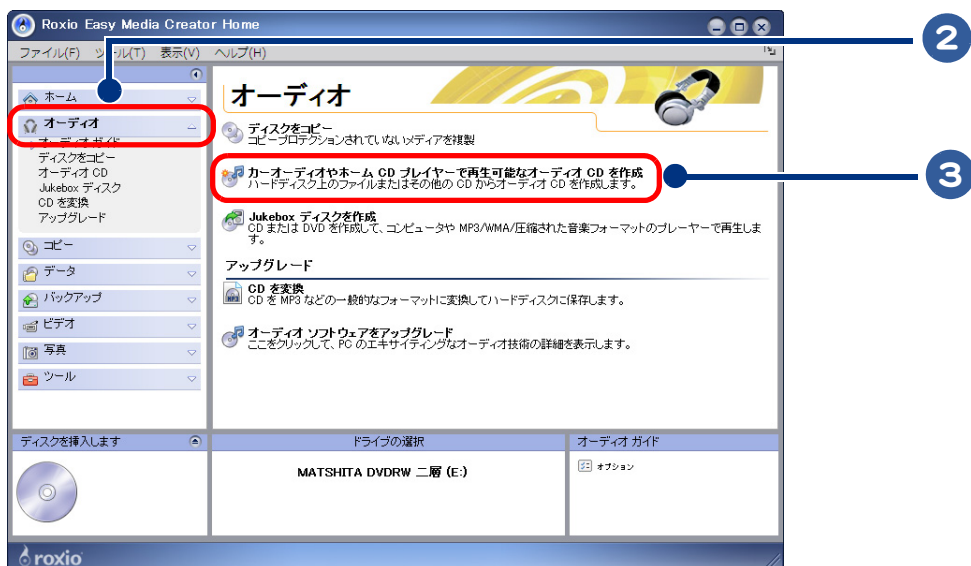 Roxio Easy Media Creator Home
ファイル(F) ツール(T) 表示(V) ヘルプ(H)
2
ホーム
オーディオ
オーディオ ガイド
ディスクをコピー
オーディオ CD
Jukebox ディスク
CD を変換
アップグレード
コピー
データ
バックアップ
ビデオ
写真
ツール
オーディオ
ディスクをコピー
コピープロテクションされていないメディアを複製
カーオーディオやホーム CD プレイヤーで再生可能なオーディオ CD を作成
ハードディスク上のファイルまたはその他の CD からオーディオ CD を作成します。
3
Jukebox ディスクを作成
CD または DVD を作成して、コンピュータや MP3/WMA/圧縮された音楽フォーマットのプレーヤーで再生しま
す。
アップグレード
CD を変換
CD を MP3 などの一般的なフォーマットに変換してハードディスクに保存します。
オーディオ ソフトウェアをアップグレード
ここをクリックして、PC のエキサイティングなオーディオ技術の詳細を表示します。
ディスクを挿入します
ドライブの選択
オーディオ ガイド
MATSHITA DVDRW 二層 (E:)
オプション
roxio